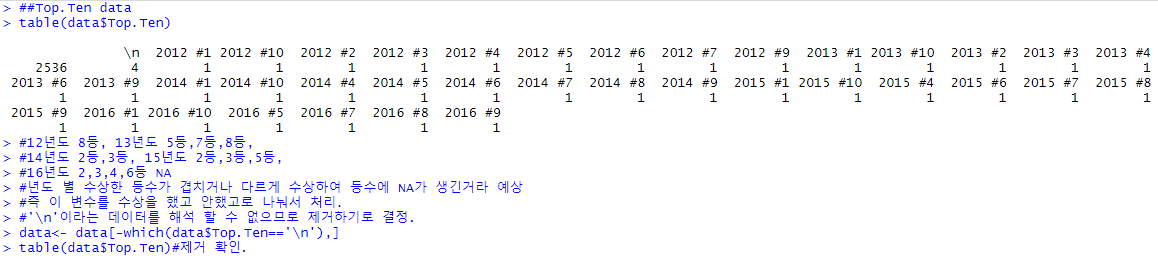 > ##Top.Ten data
> table(data$Top.Ten)
\n 2012 #1 2012 #10 2012 #2 2012 #3 2012 #4 2012 #5 2012 #6 2012 #7 2012 #9 2013 #1 2013 #10 2013 #2 2013 #3 2013 #4
2536 4 1 1 1 1 1 1 1 1 1 1 1 1 1 1
2013 #6 2013 #9 2014 #1 2014 #10 2014 #4 2014 #5 2014 #6 2014 #7 2014 #8 2014 #9 2015 #1 2015 #10 2015 #4 2015 #6 2015 #7 2015 #8
1 1 1 1 1 1 1 1 1 1 1 1 1 1 1 1
2015 #9 2016 #1 2016 #10 2016 #5 2016 #7 2016 #8 2016 #9
1 1 1 1 1 1 1
> #12년도 8등, 13년도 5등,7등,8등,
> #14년도 2등,3등, 15년도 2등,3등,5등,
> #16년도 2,3,4,6등 NA
> #년도 별 수상한 등수가 겹치거나 다르게 수상하여 등수에 NA가 생긴거라 예상
> #즉 이 변수를 수상을 했고 안했고로 나눠서 처리.
> #'\n'이라는 데이터를 해석 할 수 없으므로 제거하기로 결정.
> data<- data[-which(data$Top.Ten=='\n'),]
> table(data$Top.Ten)#제거 확인.